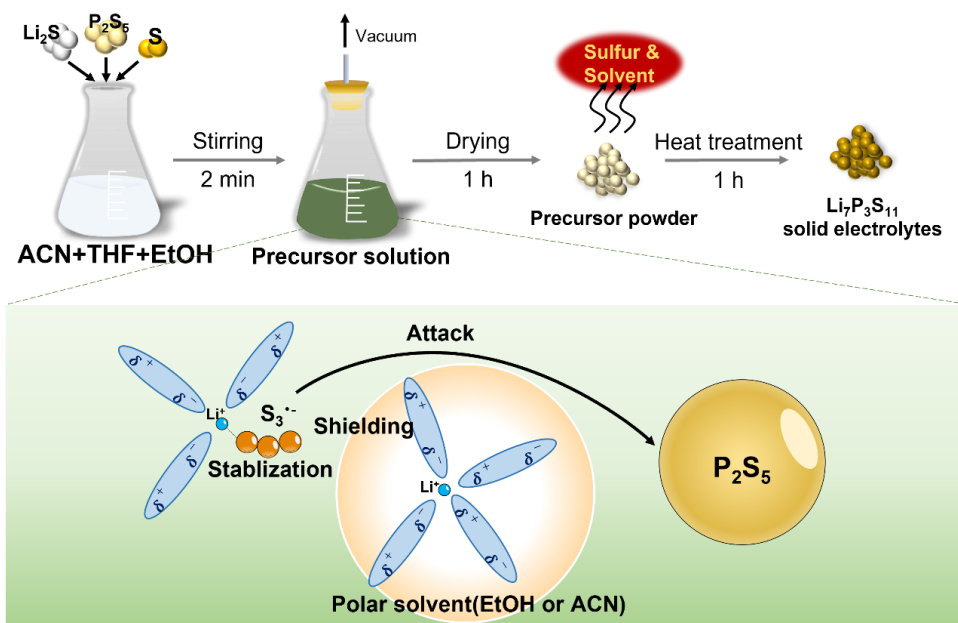 Li₂S
P₂S₅
S
Vacuum
Sulfur &
Solvent
Stirring
2 min
Drying
1 h
Heat treatment
1 h
ACN+THF+EtOH
Precursor solution
Precursor powder
Li₇P₃S₁₁
solid electrolytes
Attack
δ⁺ δ⁻
δ⁺ δ⁻
Li⁺
S₃•⁻
Shielding
Stablization
δ⁻ δ⁺
δ⁺ δ⁻
δ⁺ δ⁻
Li⁺
δ⁺ δ⁻
δ⁺ δ⁻
P₂S₅
Polar solvent(EtOH or ACN)